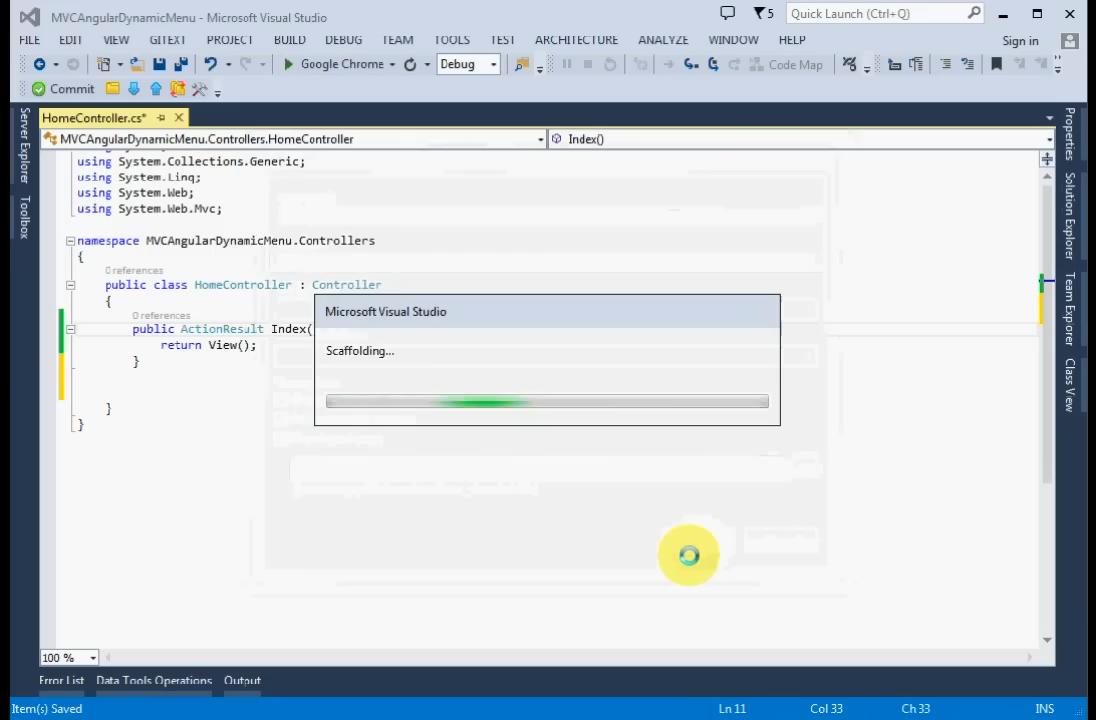 MVCAngularDynamicMenu - Microsoft Visual Studio
5
Quick Launch (Ctrl+Q)
FILE EDIT VIEW GITEXT PROJECT BUILD DEBUG TEAM TOOLS TEST ARCHITECTURE ANALYZE WINDOW HELP
Sign in
Google Chrome
Debug
Code Map
Commit
Server Explorer
Toolbox
HomeController.cs*
MVCAngularDynamicMenu.Controllers.HomeController
Index()
using System.Collections.Generic;
using System.Linq;
using System.Web;
using System.Web.Mvc;
namespace MVCAngularDynamicMenu.Controllers
{
0 references
public class HomeController : Controller
{
0 references
public ActionResult Index(
return View();
}
}
}
Microsoft Visual Studio
Scaffolding...
Properties
Solution Explorer
Team Explorer
Class View
100 %
Error List Data Tools Operations Output
Item(s) Saved
Ln 11
Col 33
Ch 33
INS